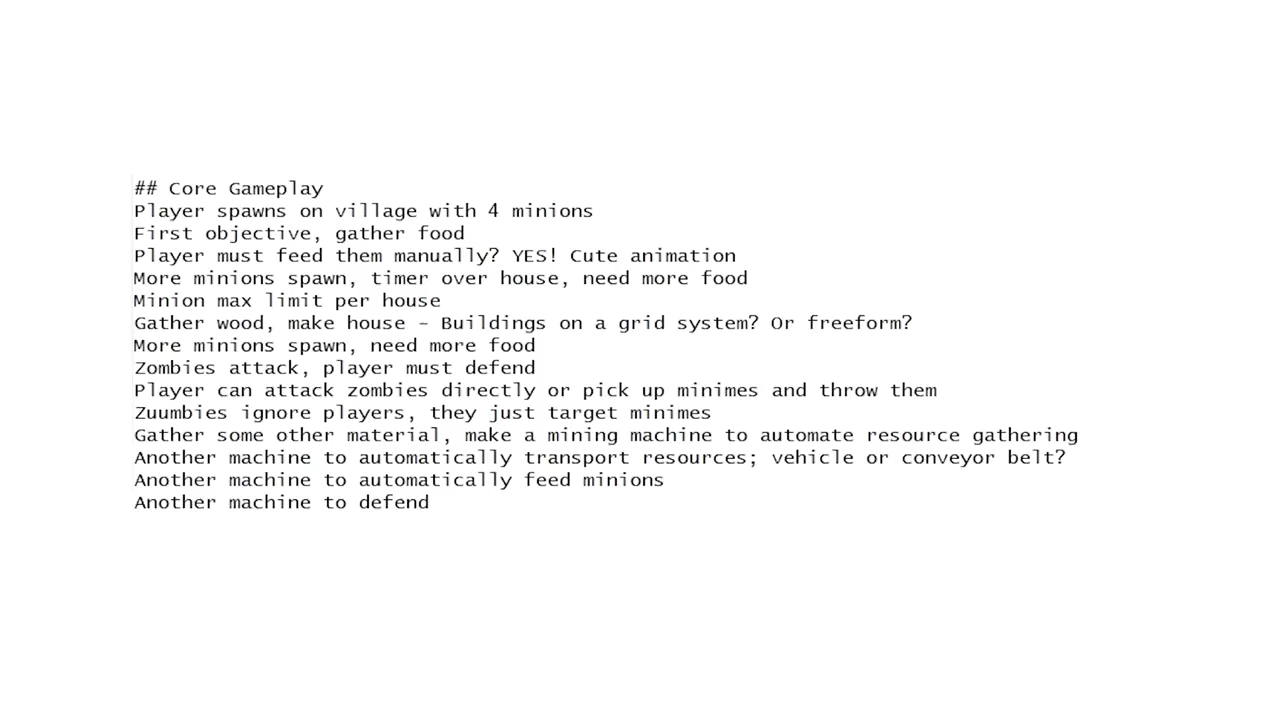 ## Core Gameplay
Player spawns on village with 4 minions
First objective, gather food
Player must feed them manually? YES! Cute animation
More minions spawn, timer over house, need more food
Minion max limit per house
Gather wood, make house - Buildings on a grid system? Or freeform?
More minions spawn, need more food
Zombies attack, player must defend
Player can attack zombies directly or pick up minimes and throw them
Zuumbies ignore players, they just target minimes
Gather some other material, make a mining machine to automate resource gathering
Another machine to automatically transport resources; vehicle or conveyor belt?
Another machine to automatically feed minions
Another machine to defend